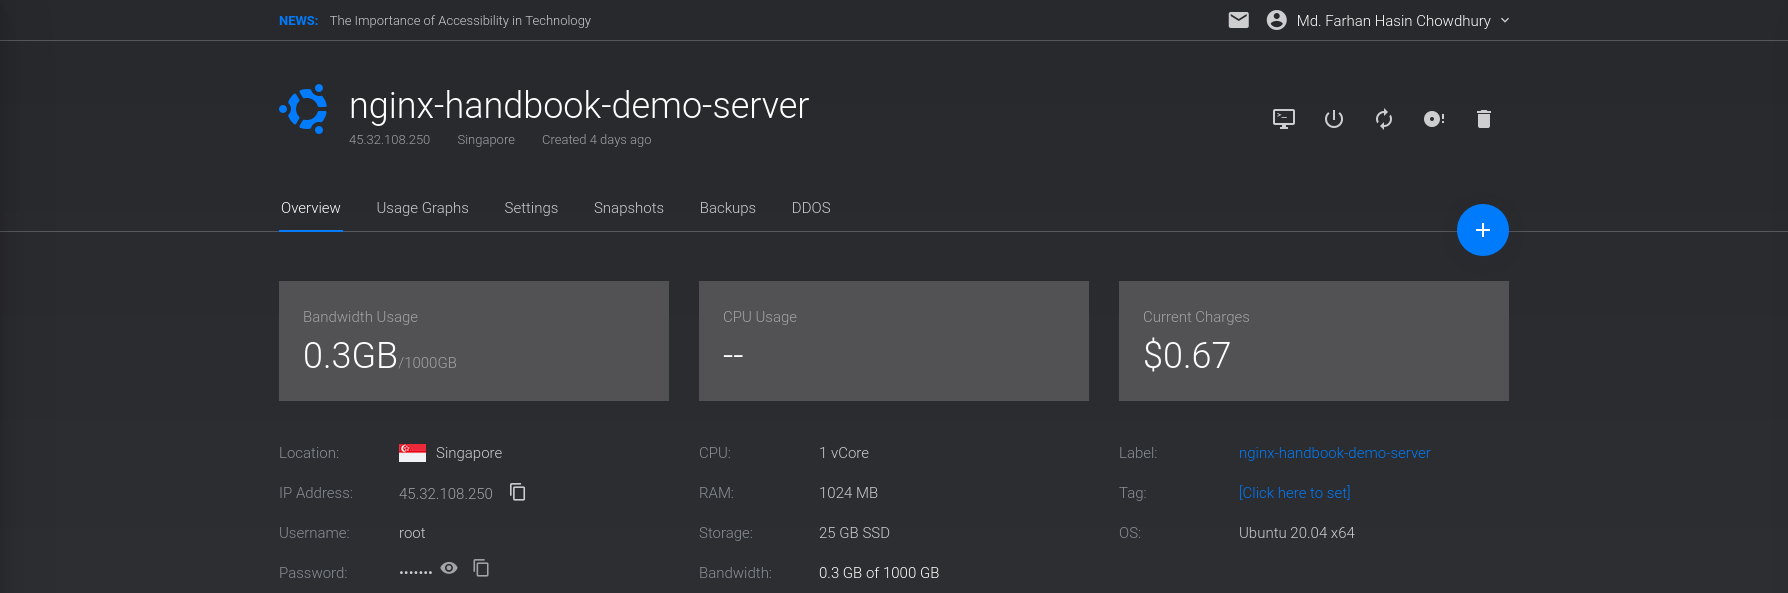 NEWS: The Importance of Accessibility in Technology
Md. Farhan Hasin Chowdhury
nginx-handbook-demo-server
45.32.108.250 Singapore Created 4 days ago
Overview Usage Graphs Settings Snapshots Backups DDOS
Bandwidth Usage
0.3GB/1000GB
CPU Usage
--
Current Charges
$0.67
Location: Singapore
IP Address: 45.32.108.250
Username: root
Password: •••••••
CPU: 1 vCore
RAM: 1024 MB
Storage: 25 GB SSD
Bandwidth: 0.3 GB of 1000 GB
Label: nginx-handbook-demo-server
Tag: [Click here to set]
OS: Ubuntu 20.04 x64